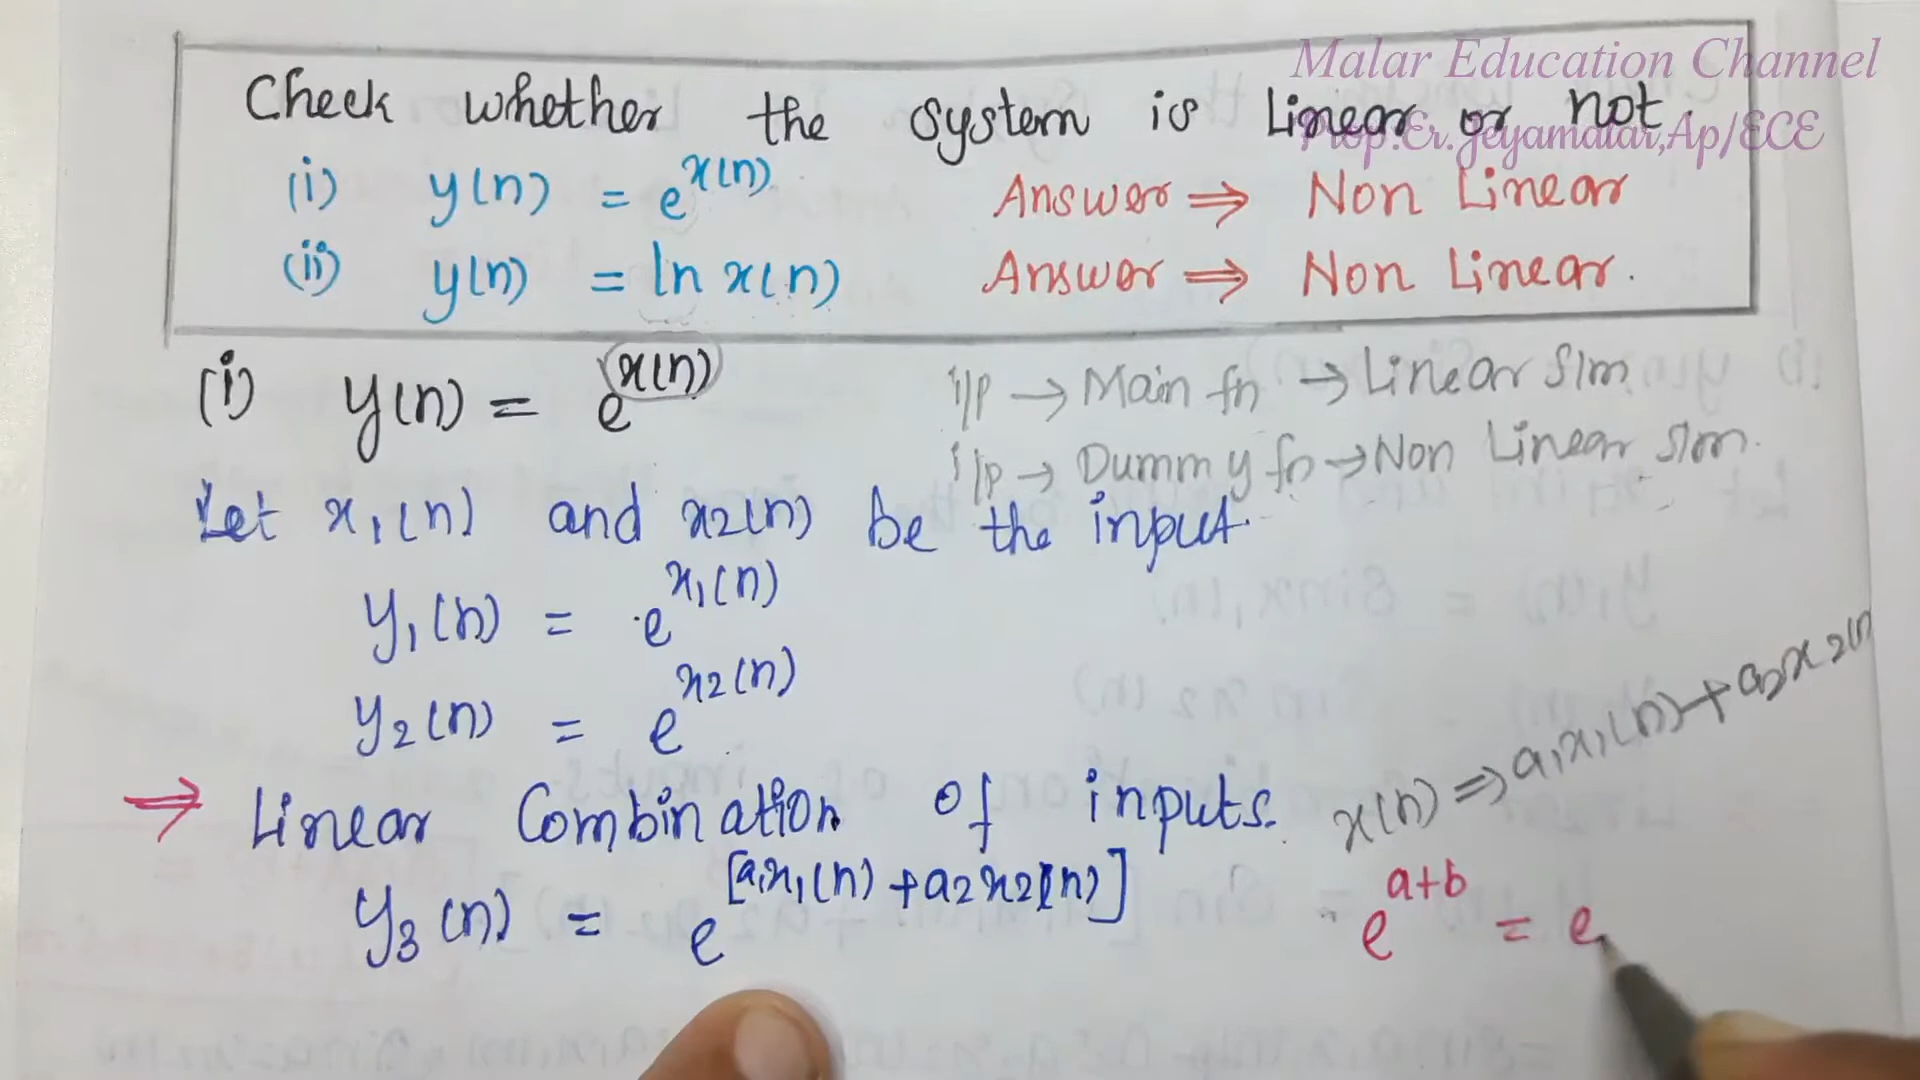 Malar Education Channel
Prof.Er.Jeyamalar,Ap/ECE
Check whether the system is Linear or not.
(i) y(n) = e^x(n) Answer ⇒ Non Linear
(ii) y(n) = ln x(n) Answer ⇒ Non Linear.
(i) y(n) = e^x(n)
i/p → Main fn → Linear s/m
i/p → Dummy fn → Non Linear s/m.
Let x₁(n) and x₂(n) be the input.
y₁(n) = e^x₁(n)
y₂(n) = e^x₂(n)
⇒ Linear Combination of inputs.
x(n) ⇒ a₁x₁(n) + a₂x₂(n
y₃(n) = e^[a₁x₁(n) + a₂x₂(n)]
e^a+b = e